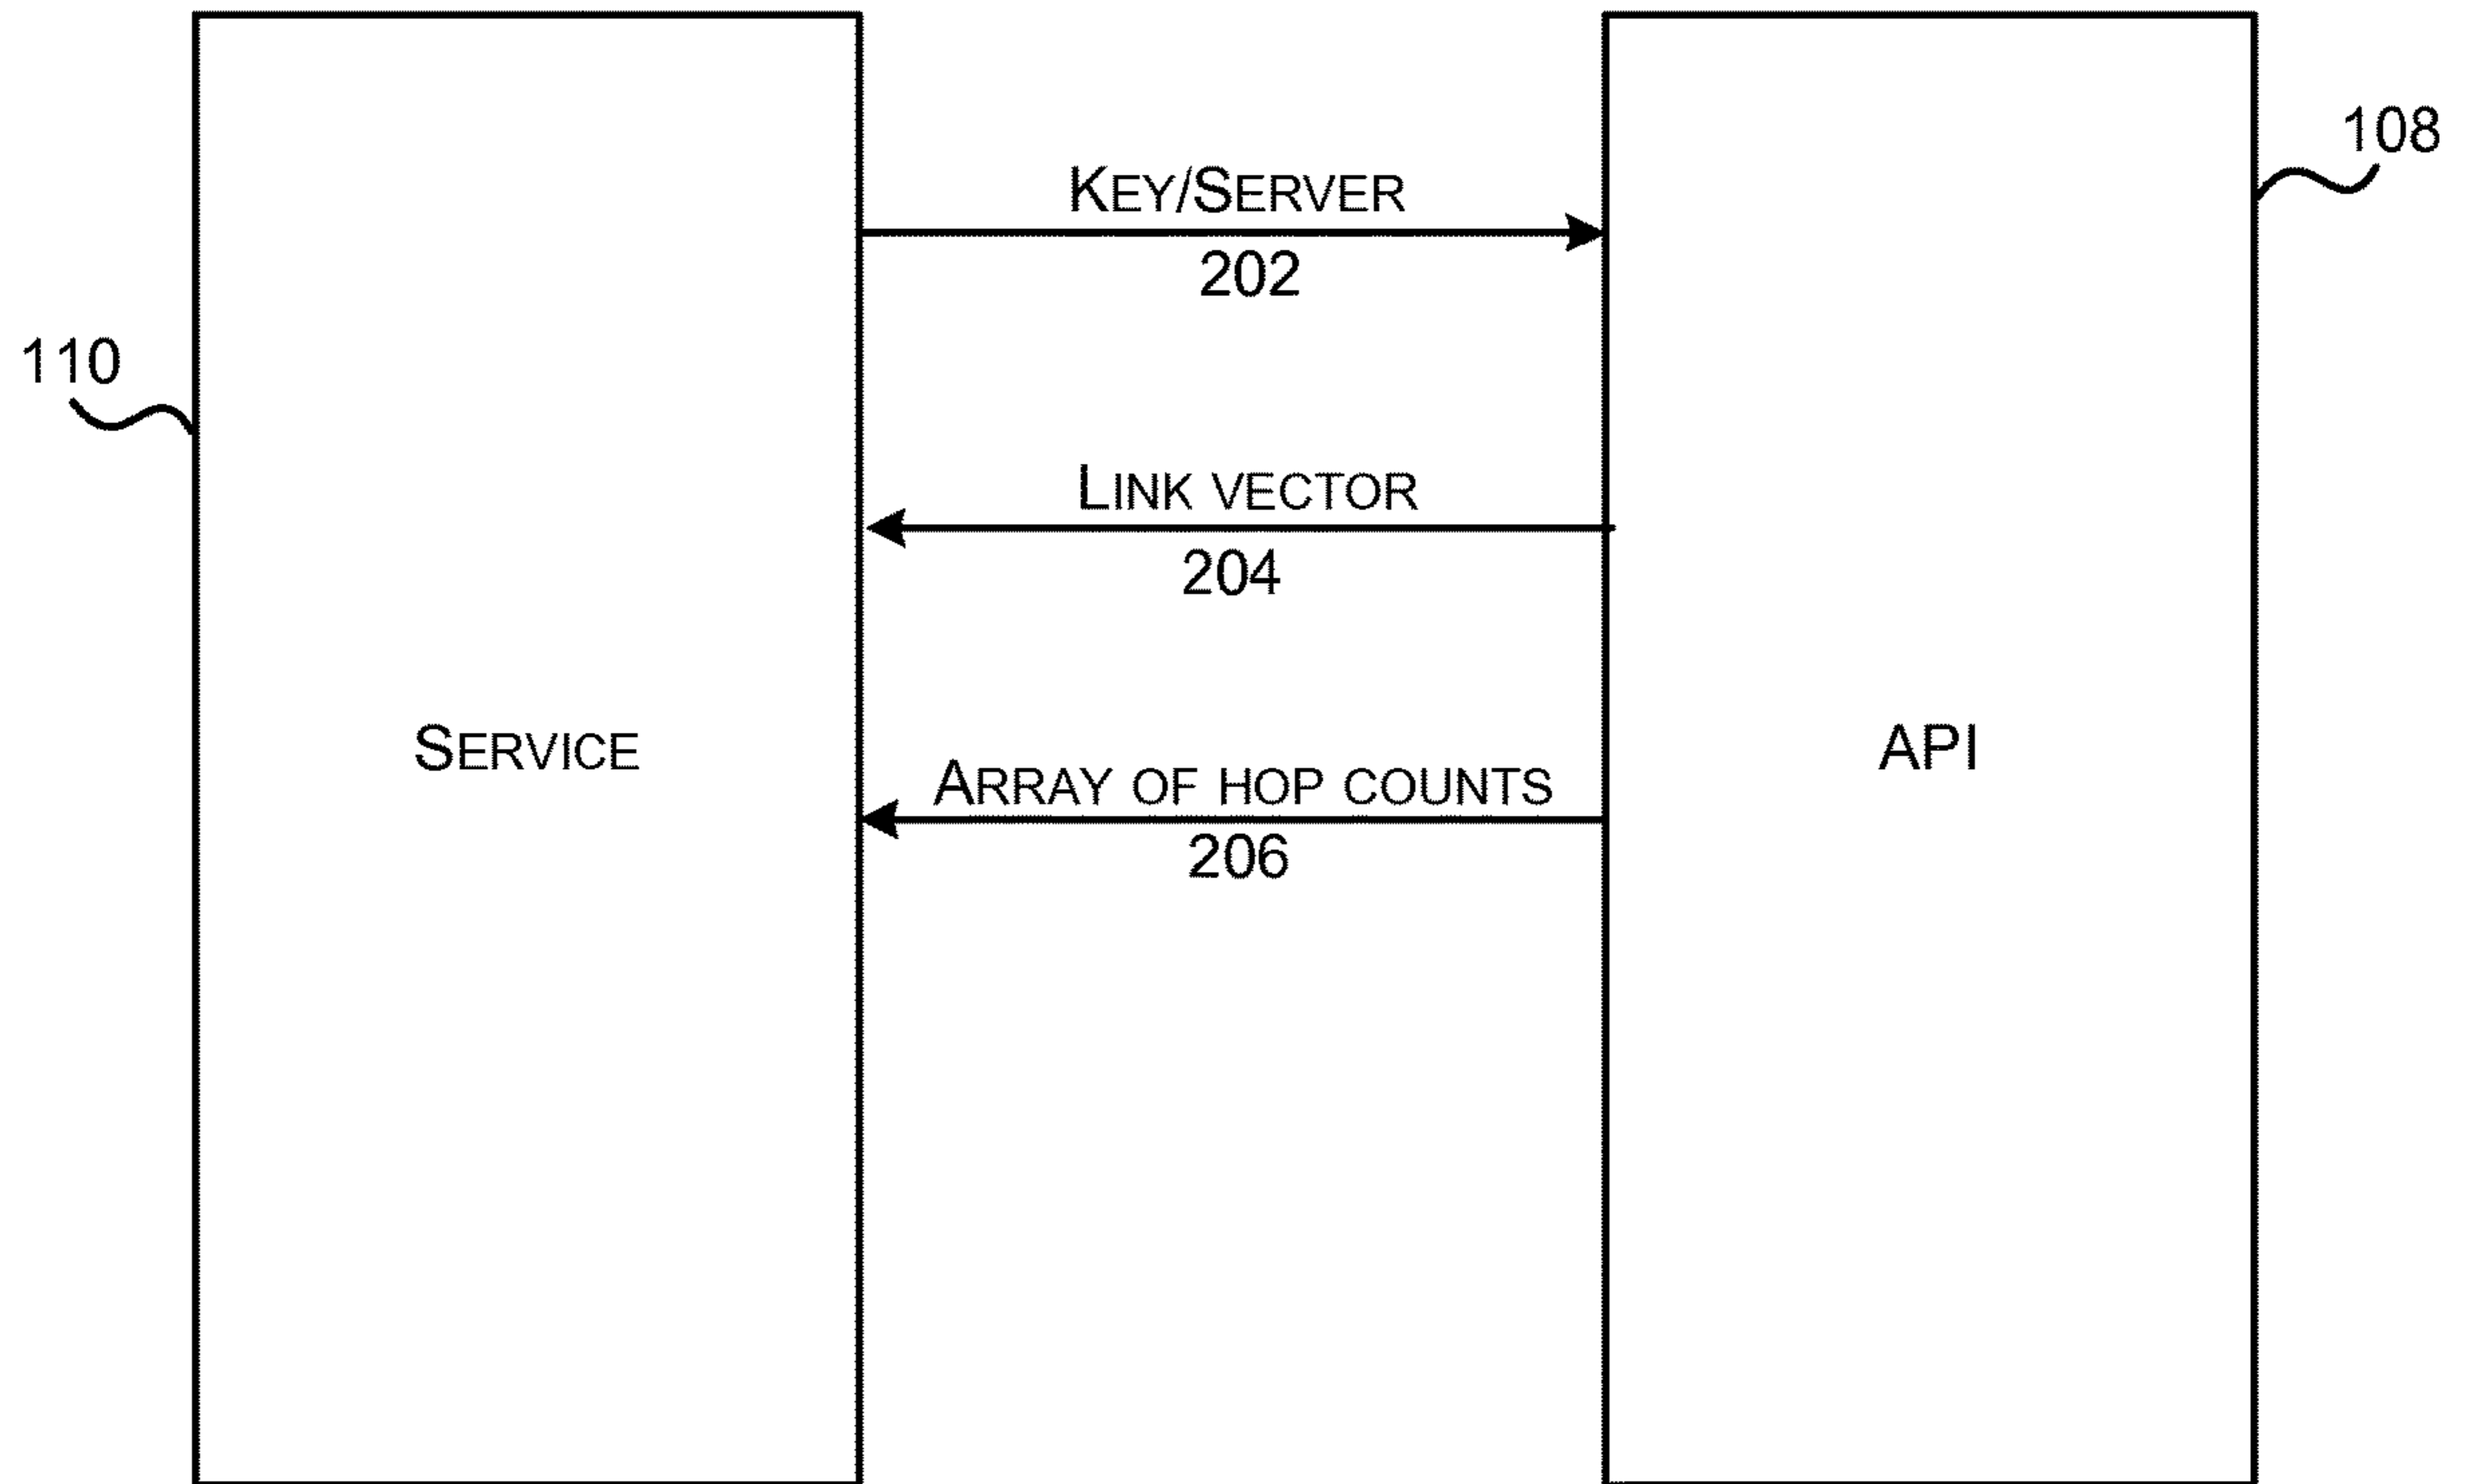 108
KEY/SERVER
202
110
LINK VECTOR
204
SERVICE
API
ARRAY OF HOP COUNTS
206